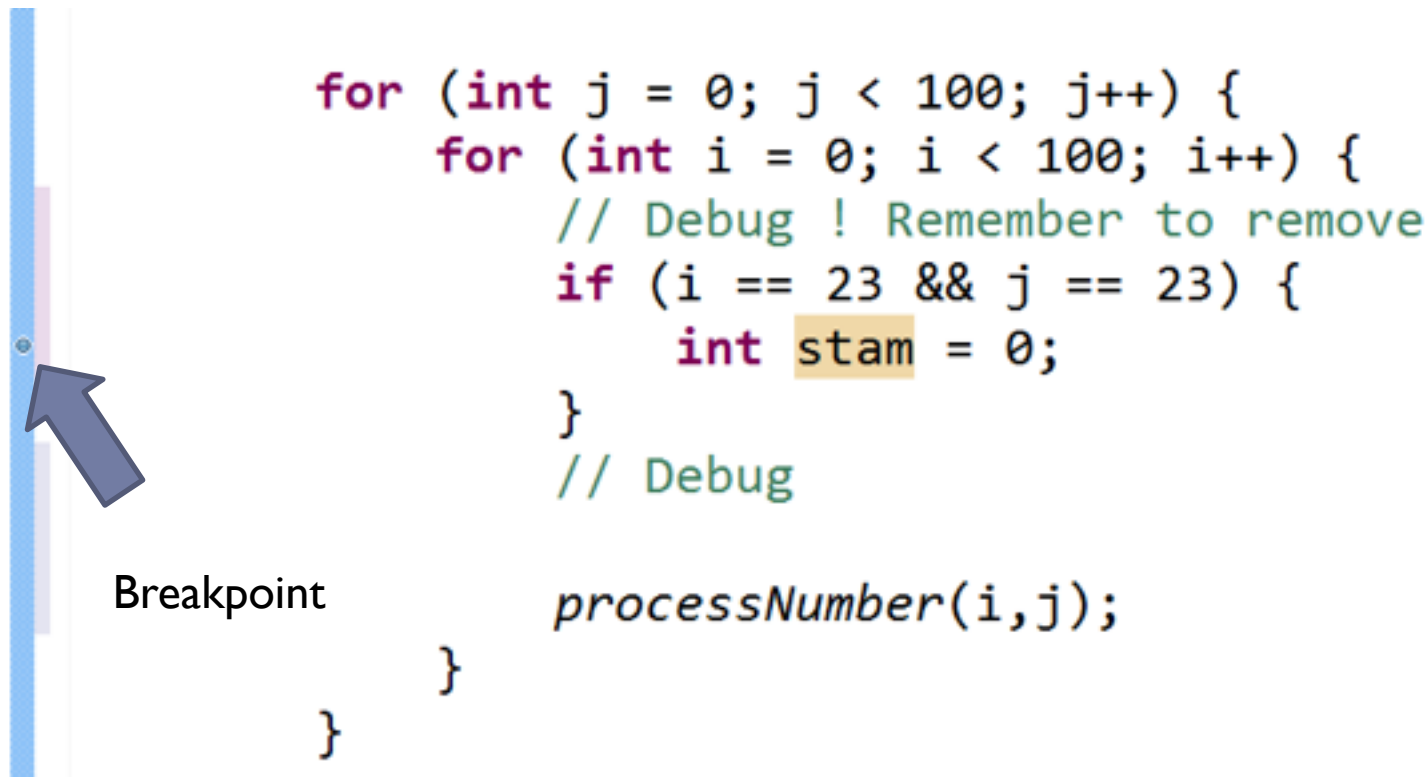 for (int j = 0; j < 100; j++) {
for (int i = 0; i < 100; i++) {
// Debug ! Remember to remove
if (i == 23 && j == 23) {
int stam = 0;
}
// Debug
Breakpoint
processNumber(i,j);
}
}